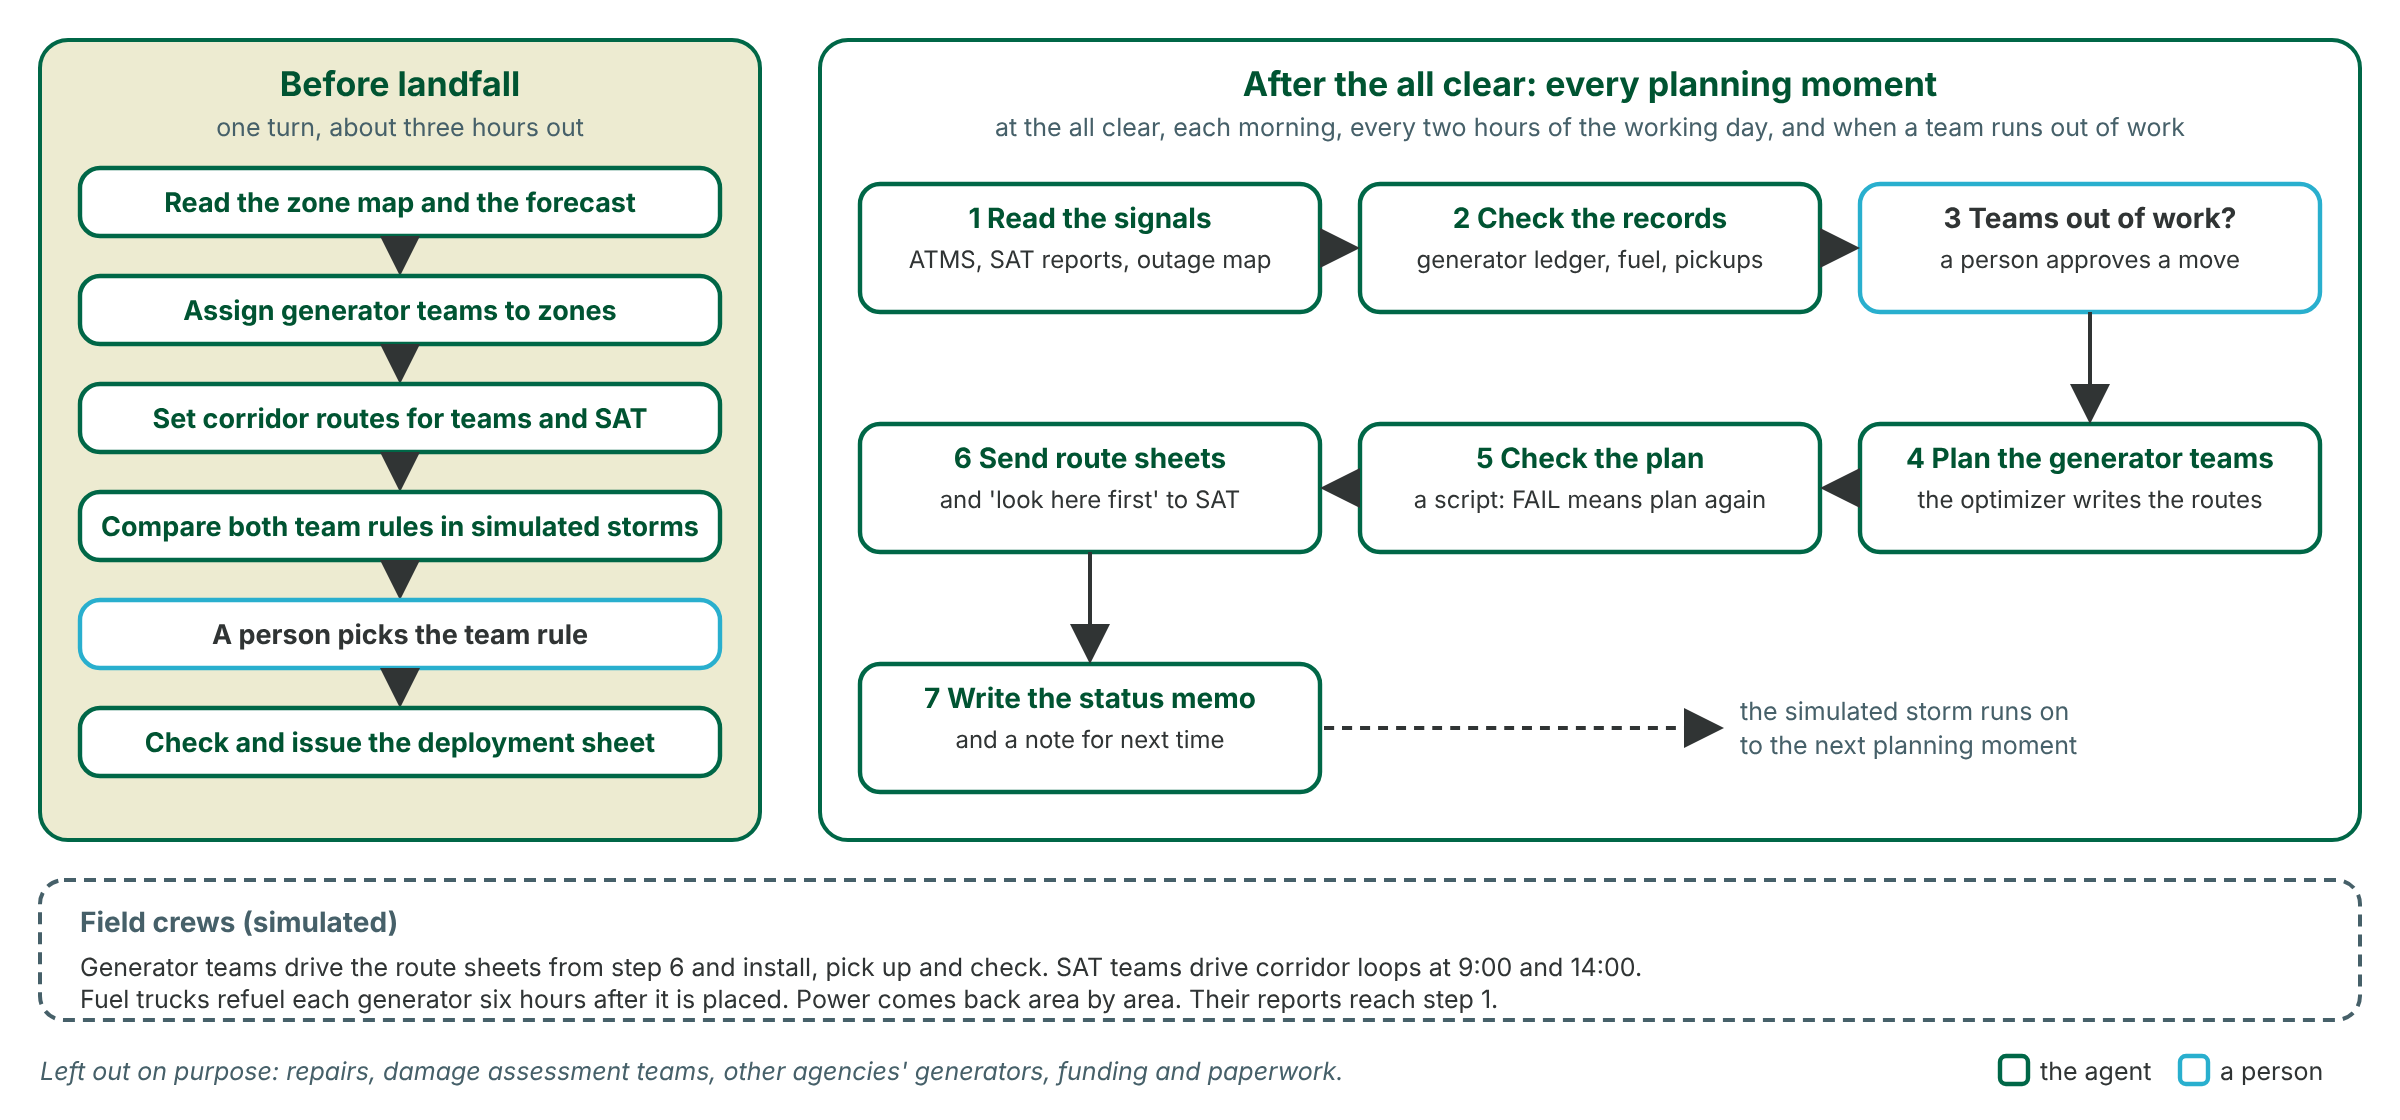 Before landfall
one turn, about three hours out
Read the zone map and the forecast
Assign generator teams to zones
Set corridor routes for teams and SAT
Compare both team rules in simulated storms
A person picks the team rule
Check and issue the deployment sheet
After the all clear: every planning moment
at the all clear, each morning, every two hours of the working day, and when a team runs out of work
1 Read the signals
ATMS, SAT reports, outage map
2 Check the records
generator ledger, fuel, pickups
3 Teams out of work?
a person approves a move
4 Plan the generator teams
the optimizer writes the routes
5 Check the plan
a script: FAIL means plan again
6 Send route sheets
and 'look here first' to SAT
7 Write the status memo
and a note for next time
the simulated storm runs on
to the next planning moment
Field crews (simulated)
Generator teams drive the route sheets from step 6 and install, pick up and check. SAT teams drive corridor loops at 9:00 and 14:00.
Fuel trucks refuel each generator six hours after it is placed. Power comes back area by area. Their reports reach step 1.
Left out on purpose: repairs, damage assessment teams, other agencies' generators, funding and paperwork.
the agent
a person